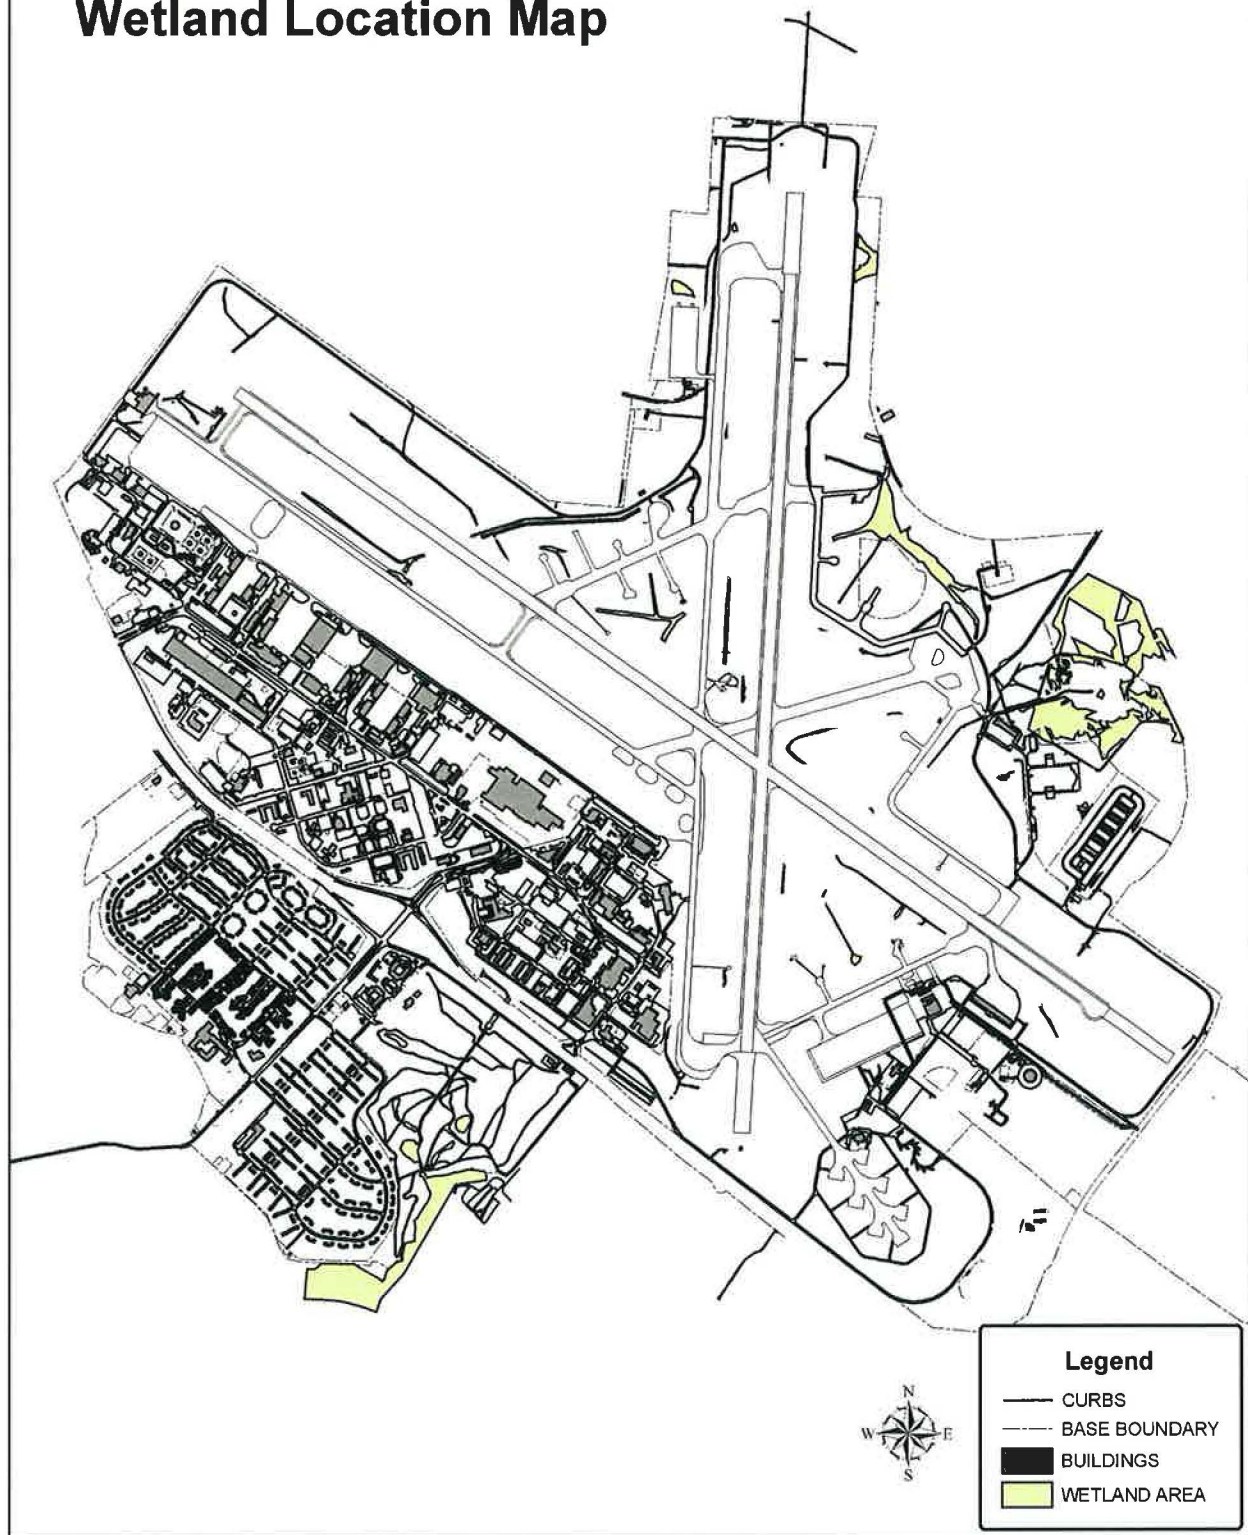 Wetland Location Map
Legend
CURBS
BASE BOUNDARY
BUILDINGS
WETLAND AREA
N
W E
S